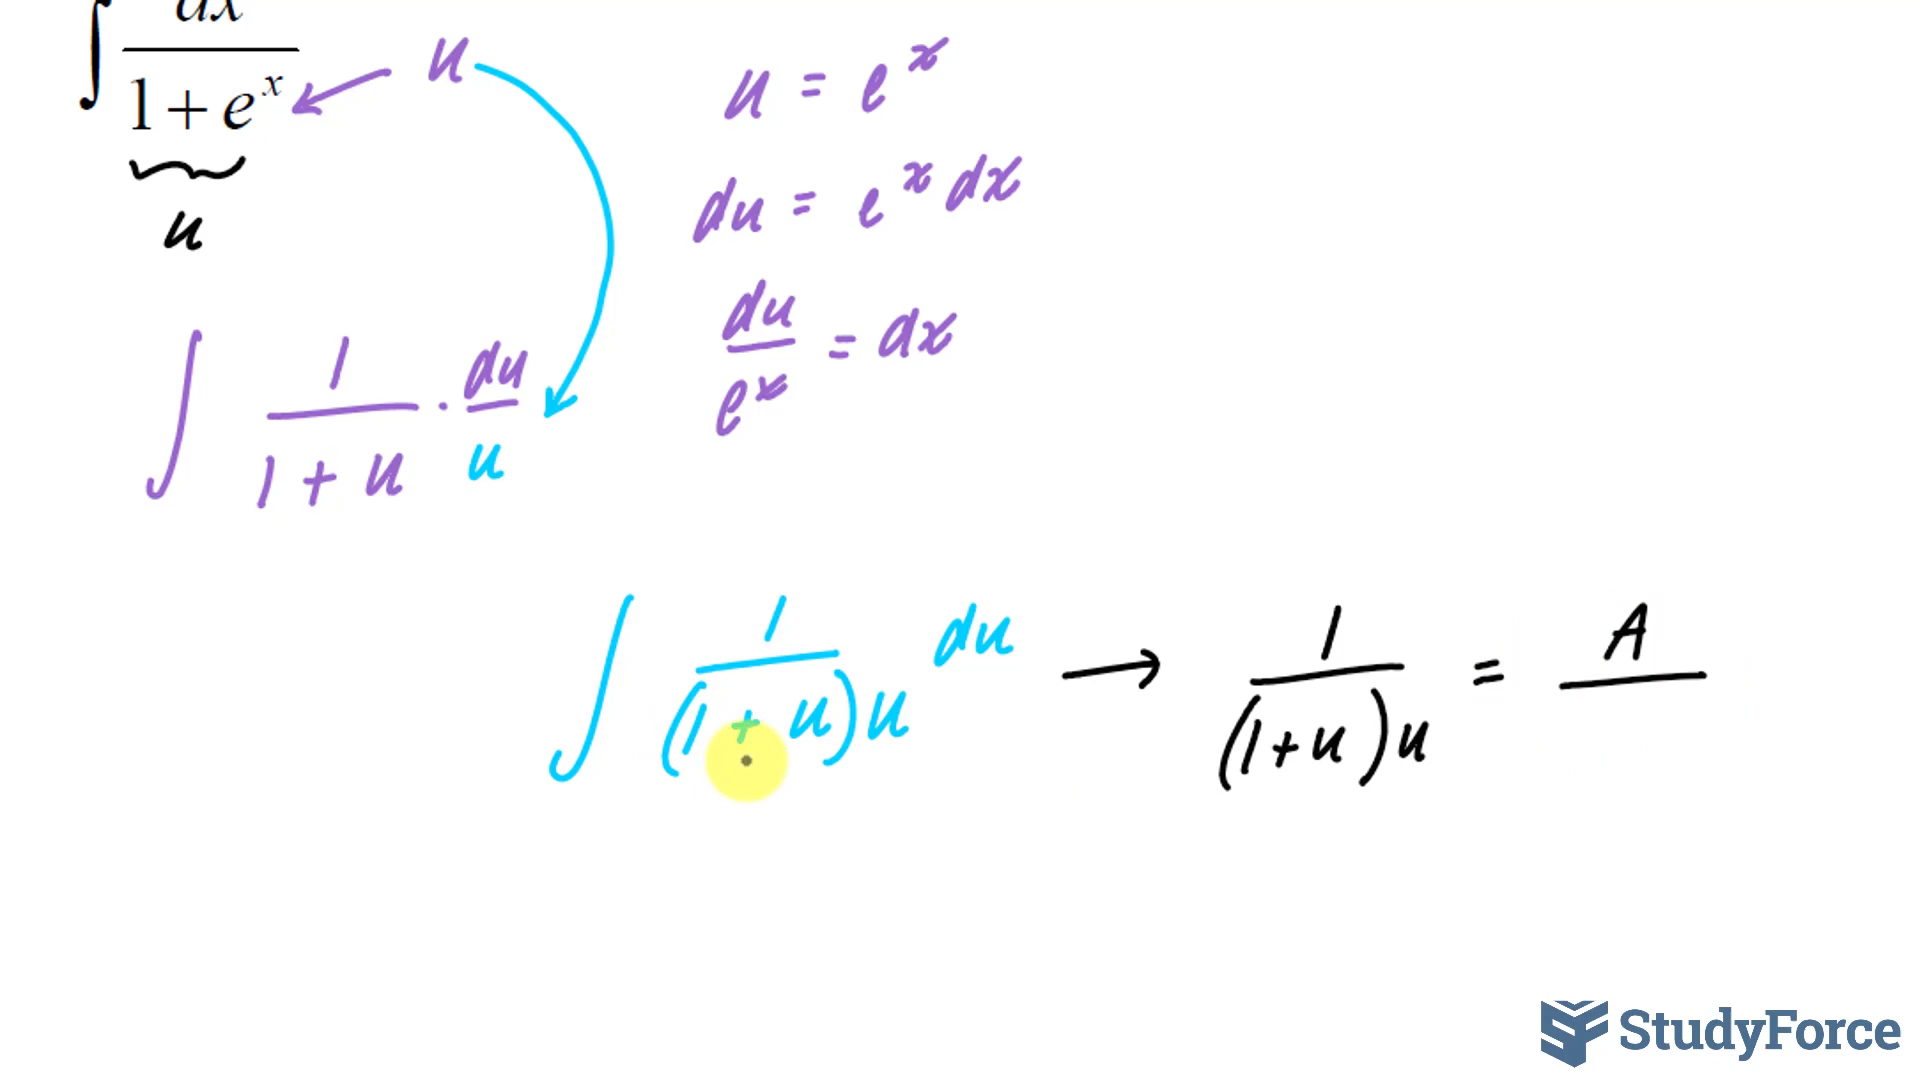 ∫ dx / (1 + e^x) ← u
u
u = e^x
du = e^x dx
du / e^x = dx
∫ 1 / (1 + u) · du / u
∫ 1 / ((1 + u)u) du → 1 / ((1 + u)u) = A /
StudyForce